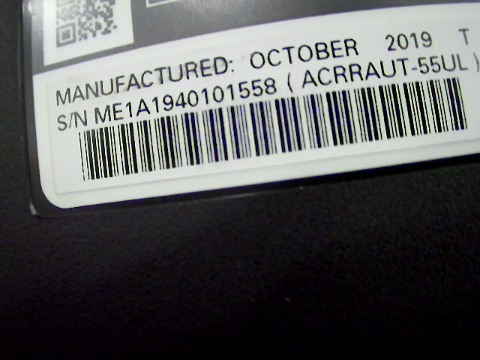 MANUFACTURED: OCTOBER 2019 T
S/N ME1A1940101558 ( ACRRAUT-55UL )